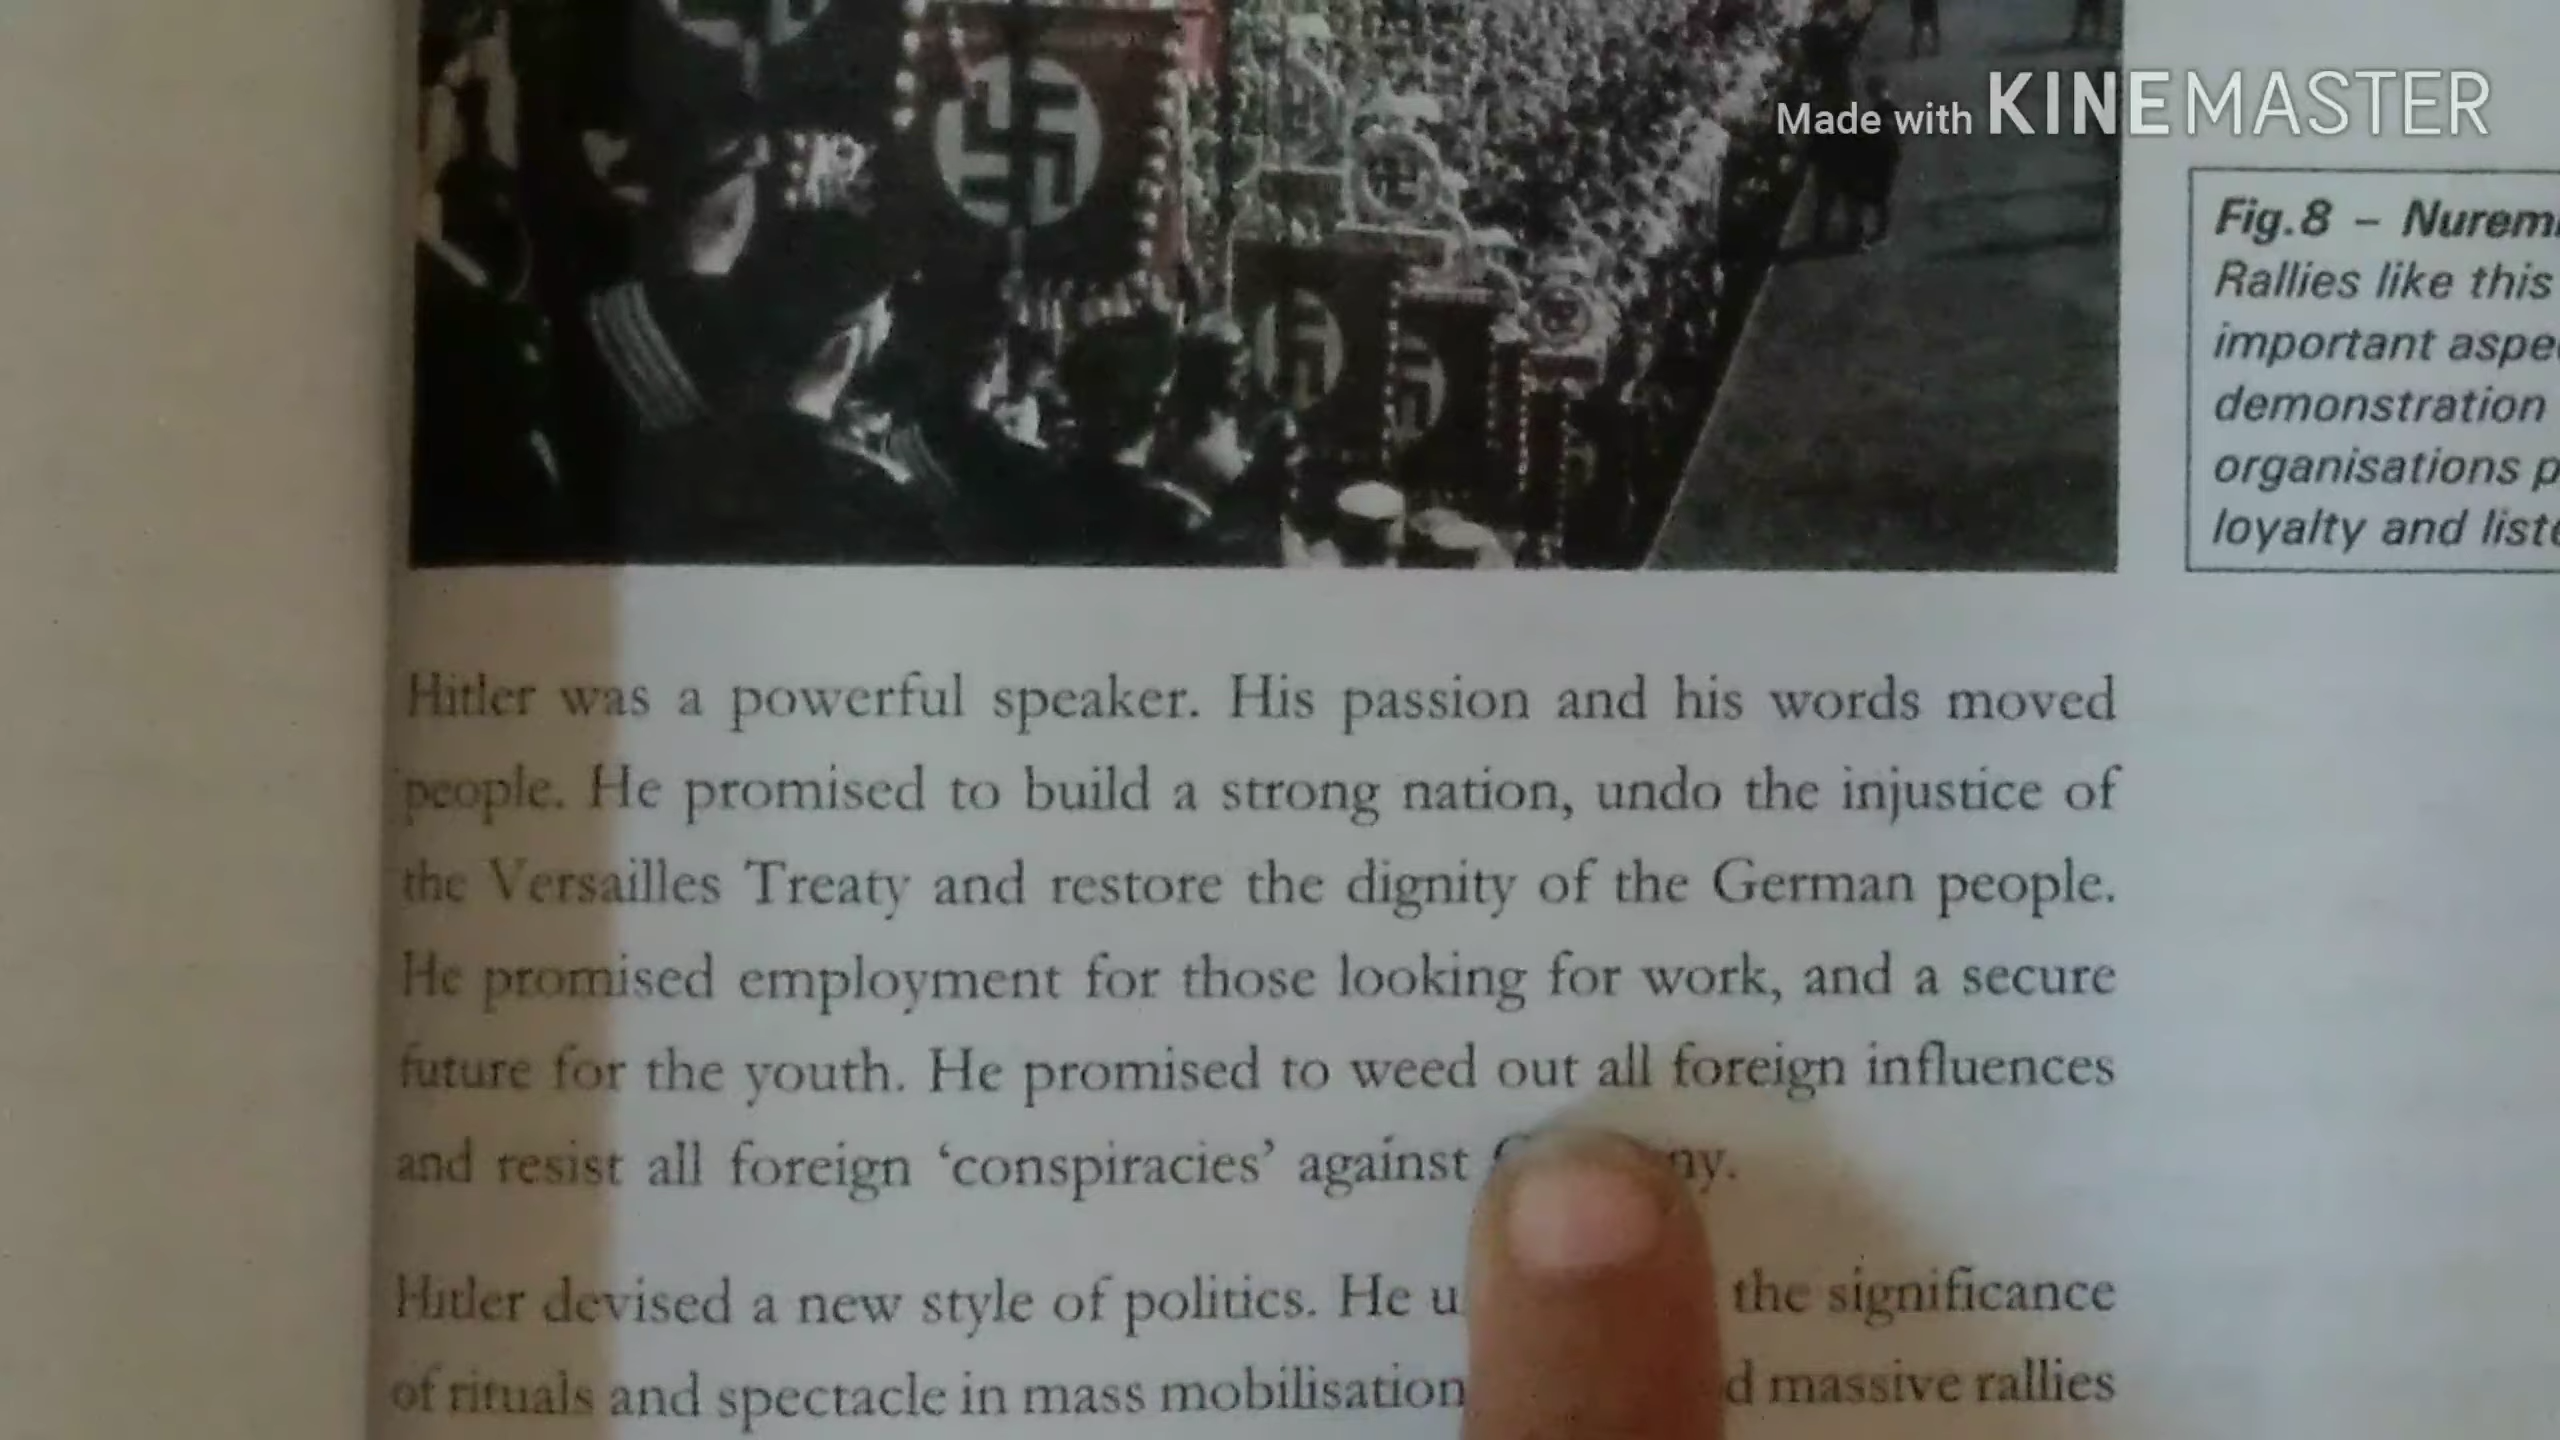 Made with KINEMASTER
Fig.8 – Nurem
Rallies like this
important aspe
demonstration
organisations p
loyalty and liste
Hitler was a powerful speaker. His passion and his words moved
people. He promised to build a strong nation, undo the injustice of
the Versailles Treaty and restore the dignity of the German people.
He promised employment for those looking for work, and a secure
future for the youth. He promised to weed out all foreign influences
and resist all foreign ‘conspiracies’ against ny.
Hitler devised a new style of politics. He u the significance
of rituals and spectacle in mass mobilisation d massive rallies